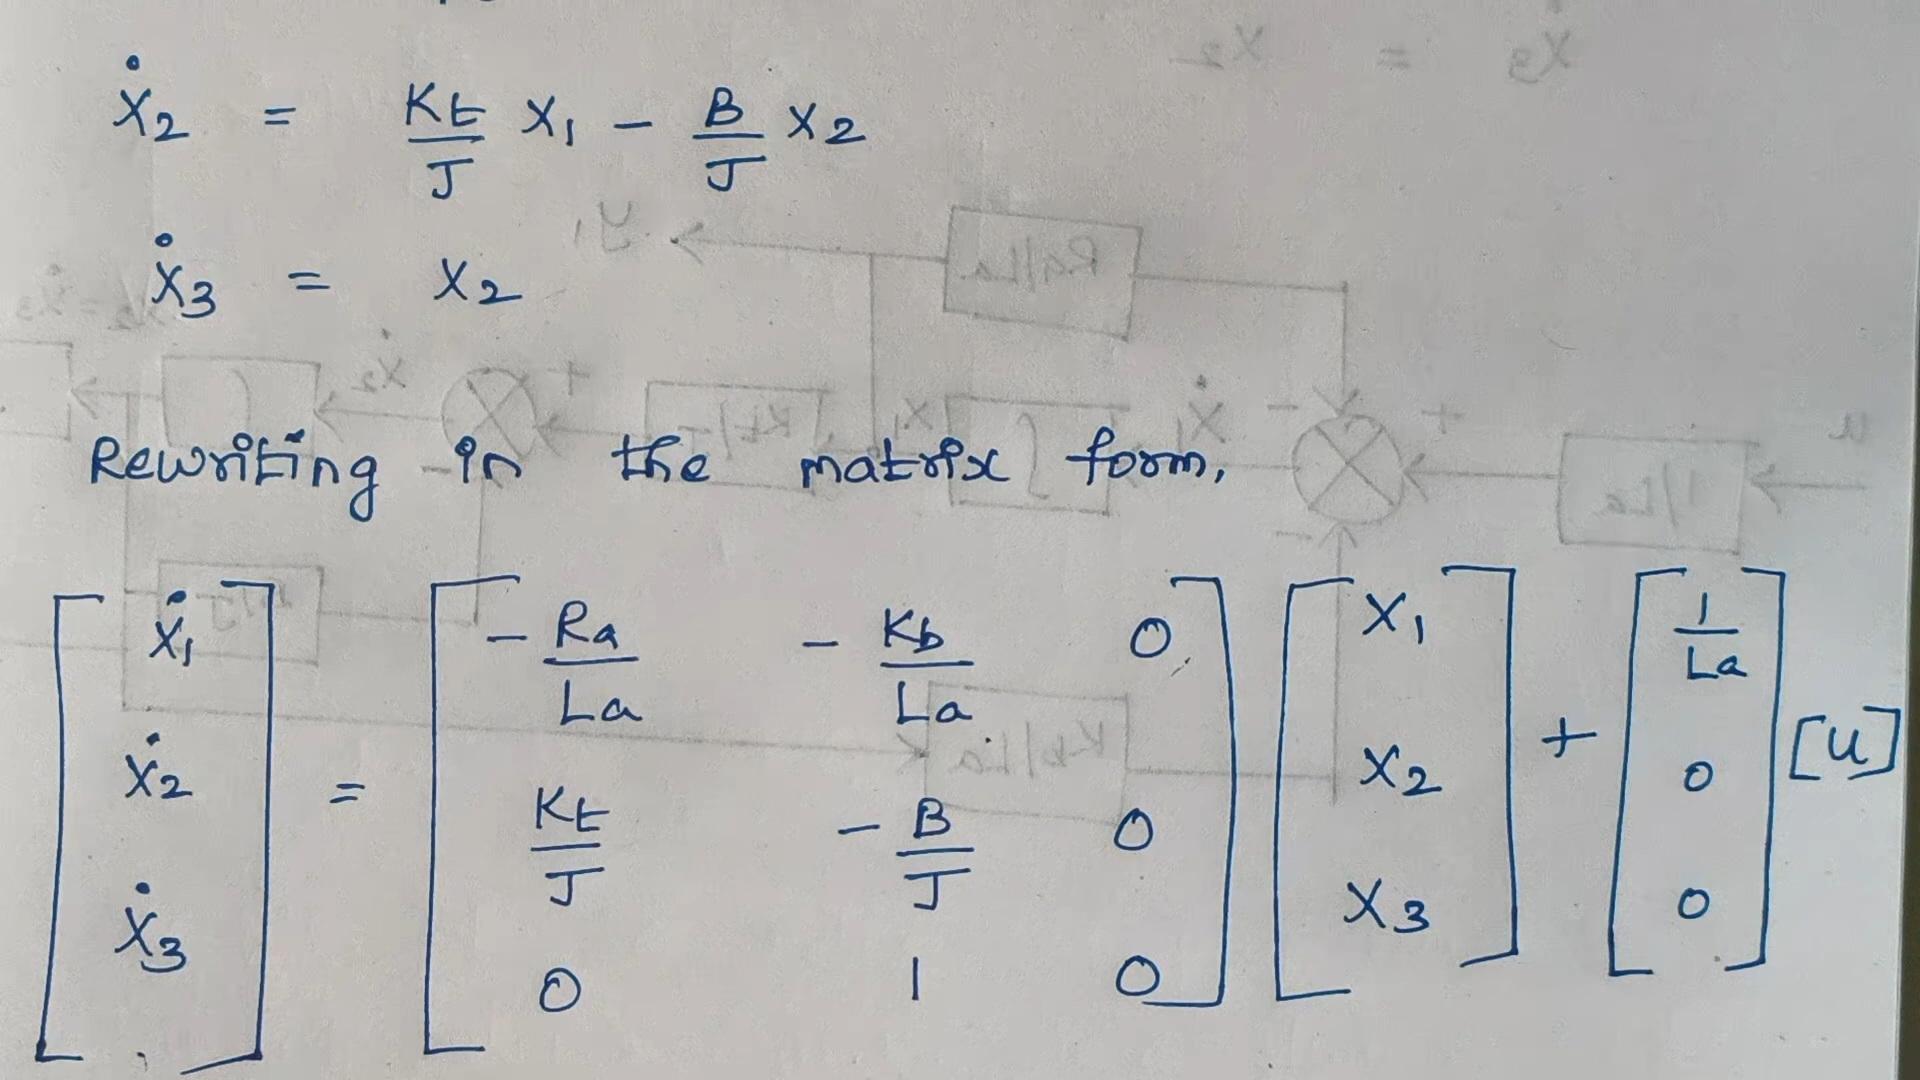 ẋ₂ = Kt/J x₁ − B/J x₂
ẋ₃ = x₂
Rewriting in the matrix form,
[ẋ₁ ẋ₂ ẋ₃] = [−Ra/La −Kb/La 0; Kt/J −B/J 0; 0 1 0] [x₁ x₂ x₃] + [1/La 0 0] [u]